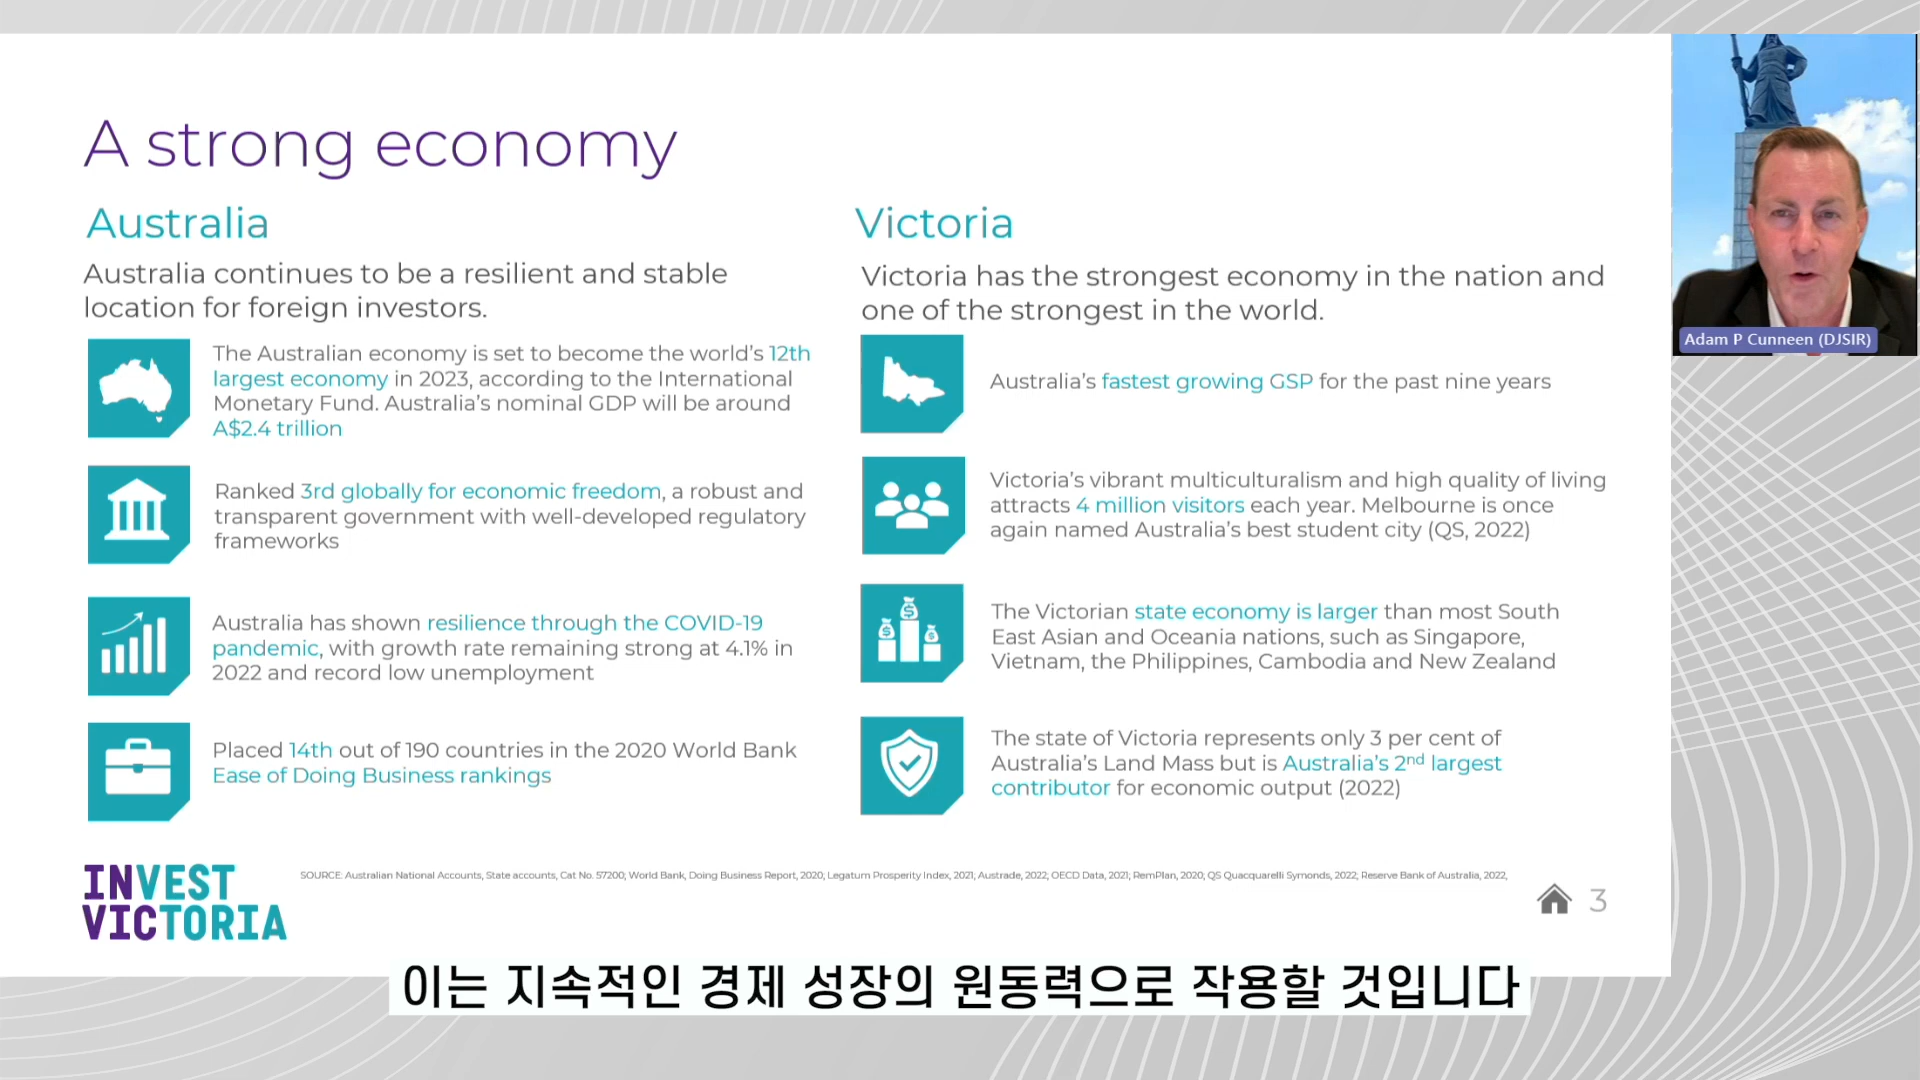 A strong economy
Australia
Australia continues to be a resilient and stable
location for foreign investors.
The Australian economy is set to become the world's 12th
largest economy in 2023, according to the International
Monetary Fund. Australia's nominal GDP will be around
A$2.4 trillion
Ranked 3rd globally for economic freedom, a robust and
transparent government with well-developed regulatory
frameworks
Australia has shown resilience through the COVID-19
pandemic, with growth rate remaining strong at 4.1% in
2022 and record low unemployment
Placed 14th out of 190 countries in the 2020 World Bank
Ease of Doing Business rankings
Victoria
Victoria has the strongest economy in the nation and
one of the strongest in the world.
Australia's fastest growing GSP for the past nine years
Victoria's vibrant multiculturalism and high quality of living
attracts 4 million visitors each year. Melbourne is once
again named Australia's best student city (QS, 2022)
The Victorian state economy is larger than most South
East Asian and Oceania nations, such as Singapore,
Vietnam, the Philippines, Cambodia and New Zealand
The state of Victoria represents only 3 per cent of
Australia's Land Mass but is Australia's 2nd largest
contributor for economic output (2022)
INVEST
VICTORIA
SOURCE: Australian National Accounts, State accounts, Cat No. 57200; World Bank, Doing Business Report, 2020; Legatum Prosperity Index, 2021; Austrade, 2022; OECD Data, 2021; RemPlan, 2020; QS Quacquarelli Symonds, 2022; Reserve Bank of Australia, 2022,
3
Adam P Cunneen (DJSIR)
이는 지속적인 경제 성장의 원동력으로 작용할 것입니다